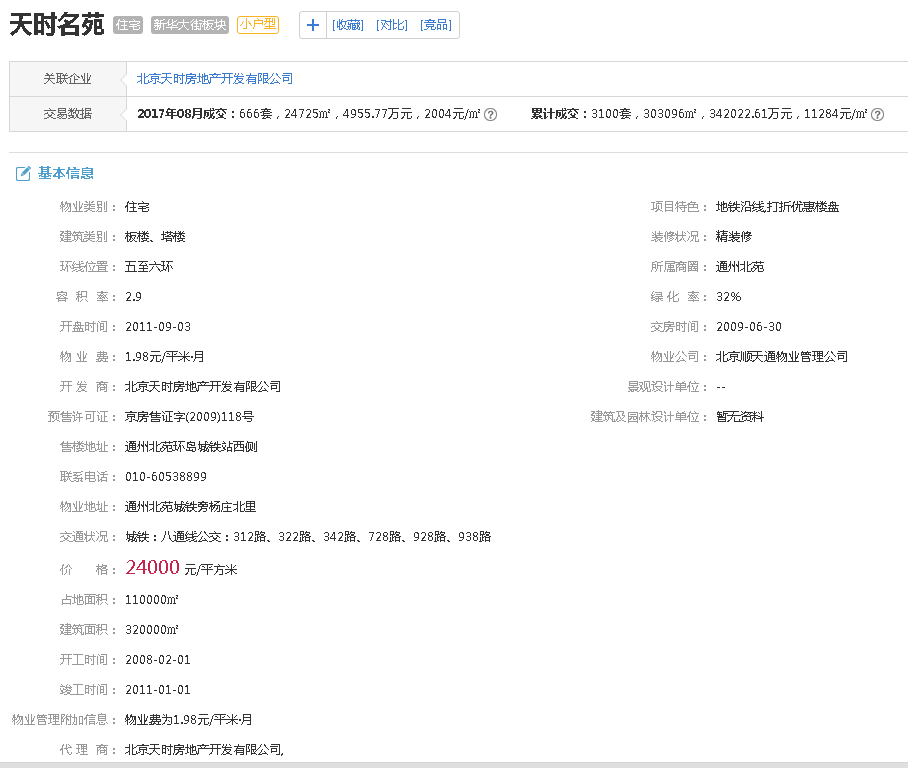 天时名苑 住宅 新华大街板块 小户型 + [收藏] [对比] [竞品]
关联企业 北京天时房地产开发有限公司
交易数据 2017年08月成交：666套，24725㎡，4955.77万元，2004元/㎡? 累计成交：3100套，303096㎡，342022.61万元，11284元/㎡?
基本信息
物业类别： 住宅 项目特色： 地铁沿线,打折优惠楼盘
建筑类别： 板楼、塔楼 装修状况： 精装修
环线位置： 五至六环 所属商圈： 通州北苑
容 积 率： 2.9 绿 化 率： 32%
开盘时间： 2011-09-03 交房时间： 2009-06-30
物 业 费： 1.98元/平米·月 物业公司： 北京顺天通物业管理公司
开 发 商： 北京天时房地产开发有限公司 景观设计单位： --
预售许可证： 京房售证字(2009)118号 建筑及园林设计单位： 暂无资料
售楼地址： 通州北苑环岛城铁站西侧
联系电话： 010-60538899
物业地址： 通州北苑城铁旁杨庄北里
交通状况： 城铁：八通线公交：312路、322路、342路、728路、928路、938路
价 格： 24000 元/平方米
占地面积： 110000㎡
建筑面积： 320000㎡
开工时间： 2008-02-01
竣工时间： 2011-01-01
物业管理附加信息： 物业费为1.98元/平米·月
代 理 商： 北京天时房地产开发有限公司,